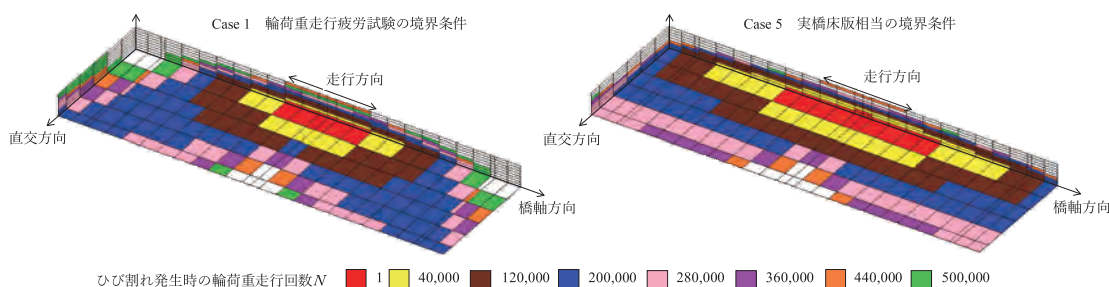 Case 1 輪荷重走行疲労試験の境界条件
走行方向
直交方向
橋軸方向
Case 5 実橋床版相当の境界条件
走行方向
直交方向
橋軸方向
ひび割れ発生時の輪荷重走行回数N 1 40,000 120,000 200,000 280,000 360,000 440,000 500,000